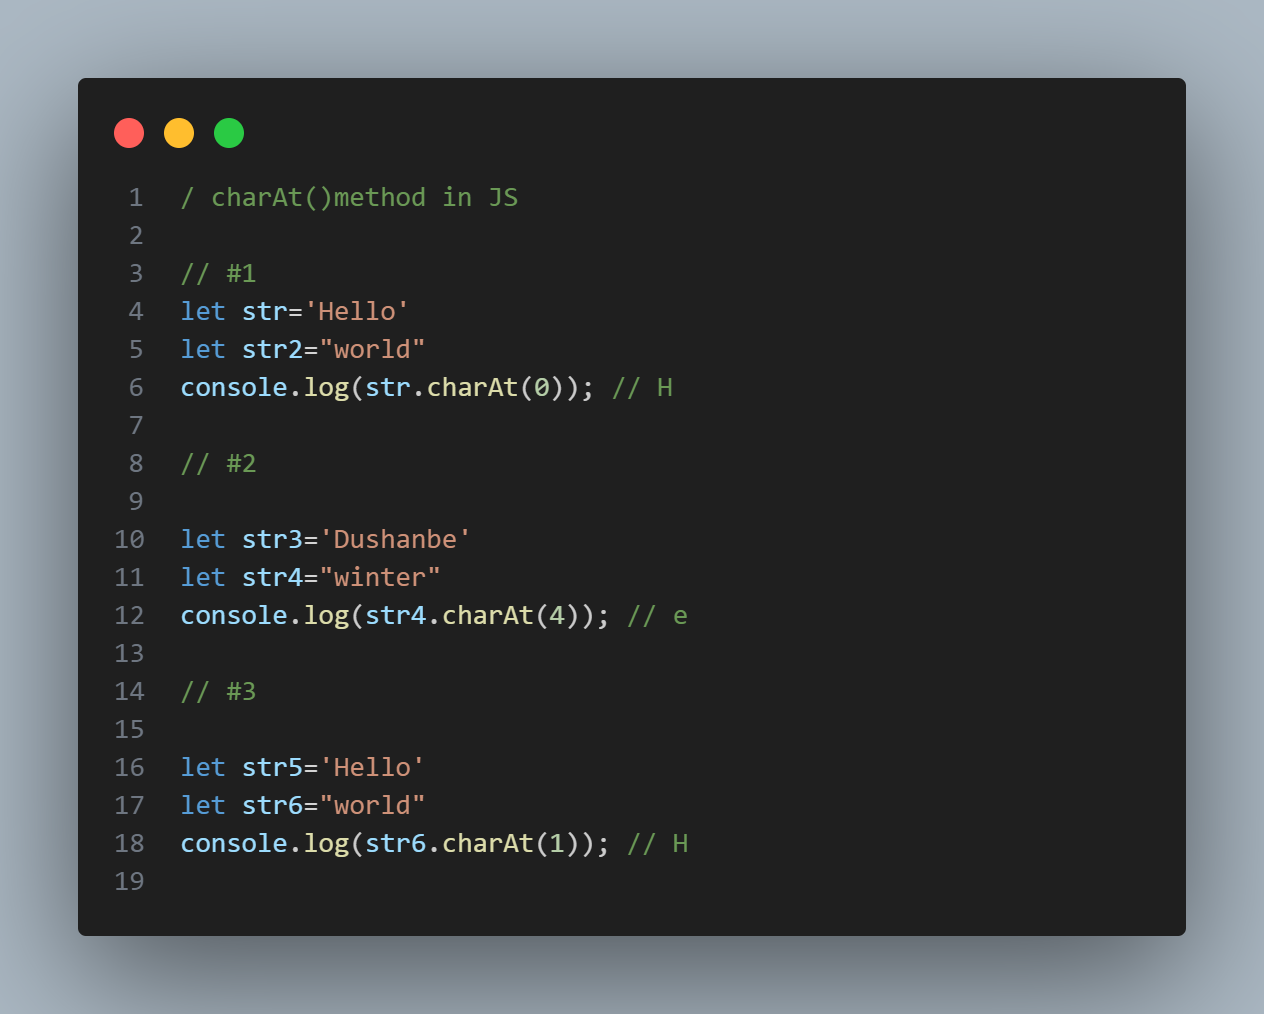 1 / charAt()method in JS
2
3 // #1
4 let str='Hello'
5 let str2="world"
6 console.log(str.charAt(0)); // H
7
8 // #2
9
10 let str3='Dushanbe'
11 let str4="winter"
12 console.log(str4.charAt(4)); // e
13
14 // #3
15
16 let str5='Hello'
17 let str6="world"
18 console.log(str6.charAt(1)); // H
19